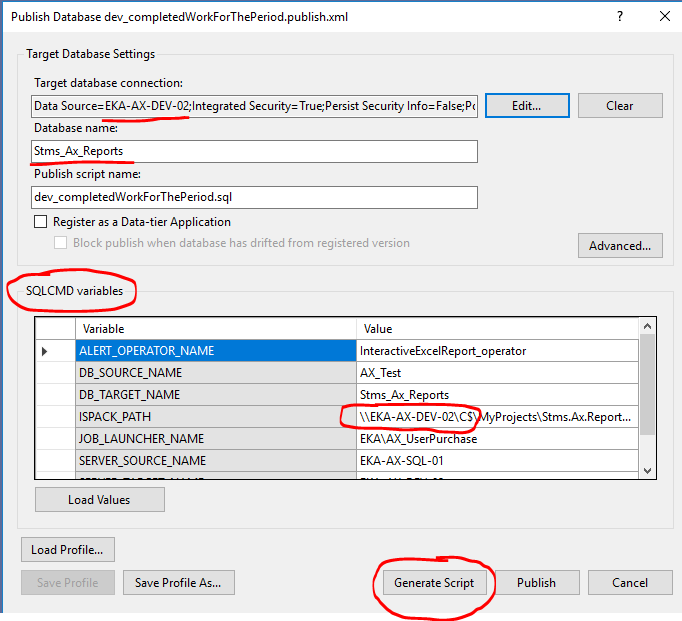 Publish Database dev_completedWorkForThePeriod.publish.xml
?
Target Database Settings
Target database connection:
Data Source=EKA-AX-DEV-02;Integrated Security=True;Persist Security Info=False;Po
Edit...
Clear
Database name:
Stms_Ax_Reports
Publish script name:
dev_completedWorkForThePeriod.sql
Register as a Data-tier Application
Block publish when database has drifted from registered version
Advanced...
SQLCMD variables
Variable Value
ALERT_OPERATOR_NAME InteractiveExcelReport_operator
DB_SOURCE_NAME AX_Test
DB_TARGET_NAME Stms_Ax_Reports
ISPACK_PATH \\EKA-AX-DEV-02\C$\MyProjects\Stms.Ax.Report...
JOB_LAUNCHER_NAME EKA\AX_UserPurchase
SERVER_SOURCE_NAME EKA-AX-SQL-01
Load Values
Load Profile...
Save Profile
Save Profile As...
Generate Script
Publish
Cancel